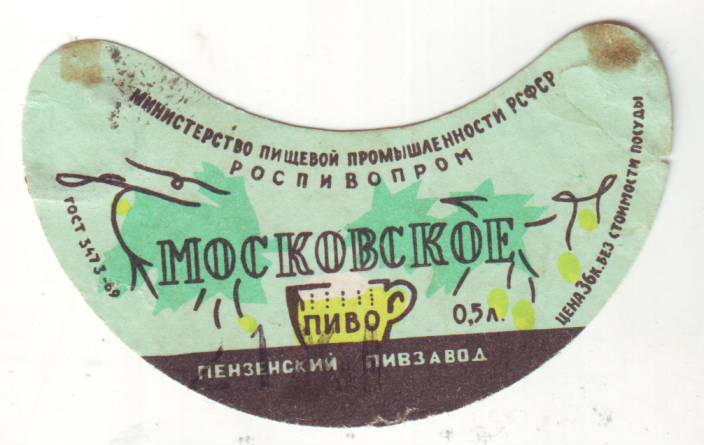 МИНИСТЕРСТВО ПИЩЕВОЙ ПРОМЫШЛЕННОСТИ РСФСР
РОСПИВОПРОМ
ГОСТ 3473-69
МОСКОВСКОЕ
ПИВО
0,5 л.
ЦЕНА 36к. БЕЗ СТОИМОСТИ ПОСУДЫ
ПЕНЗЕНСКИЙ ПИВЗАВОД